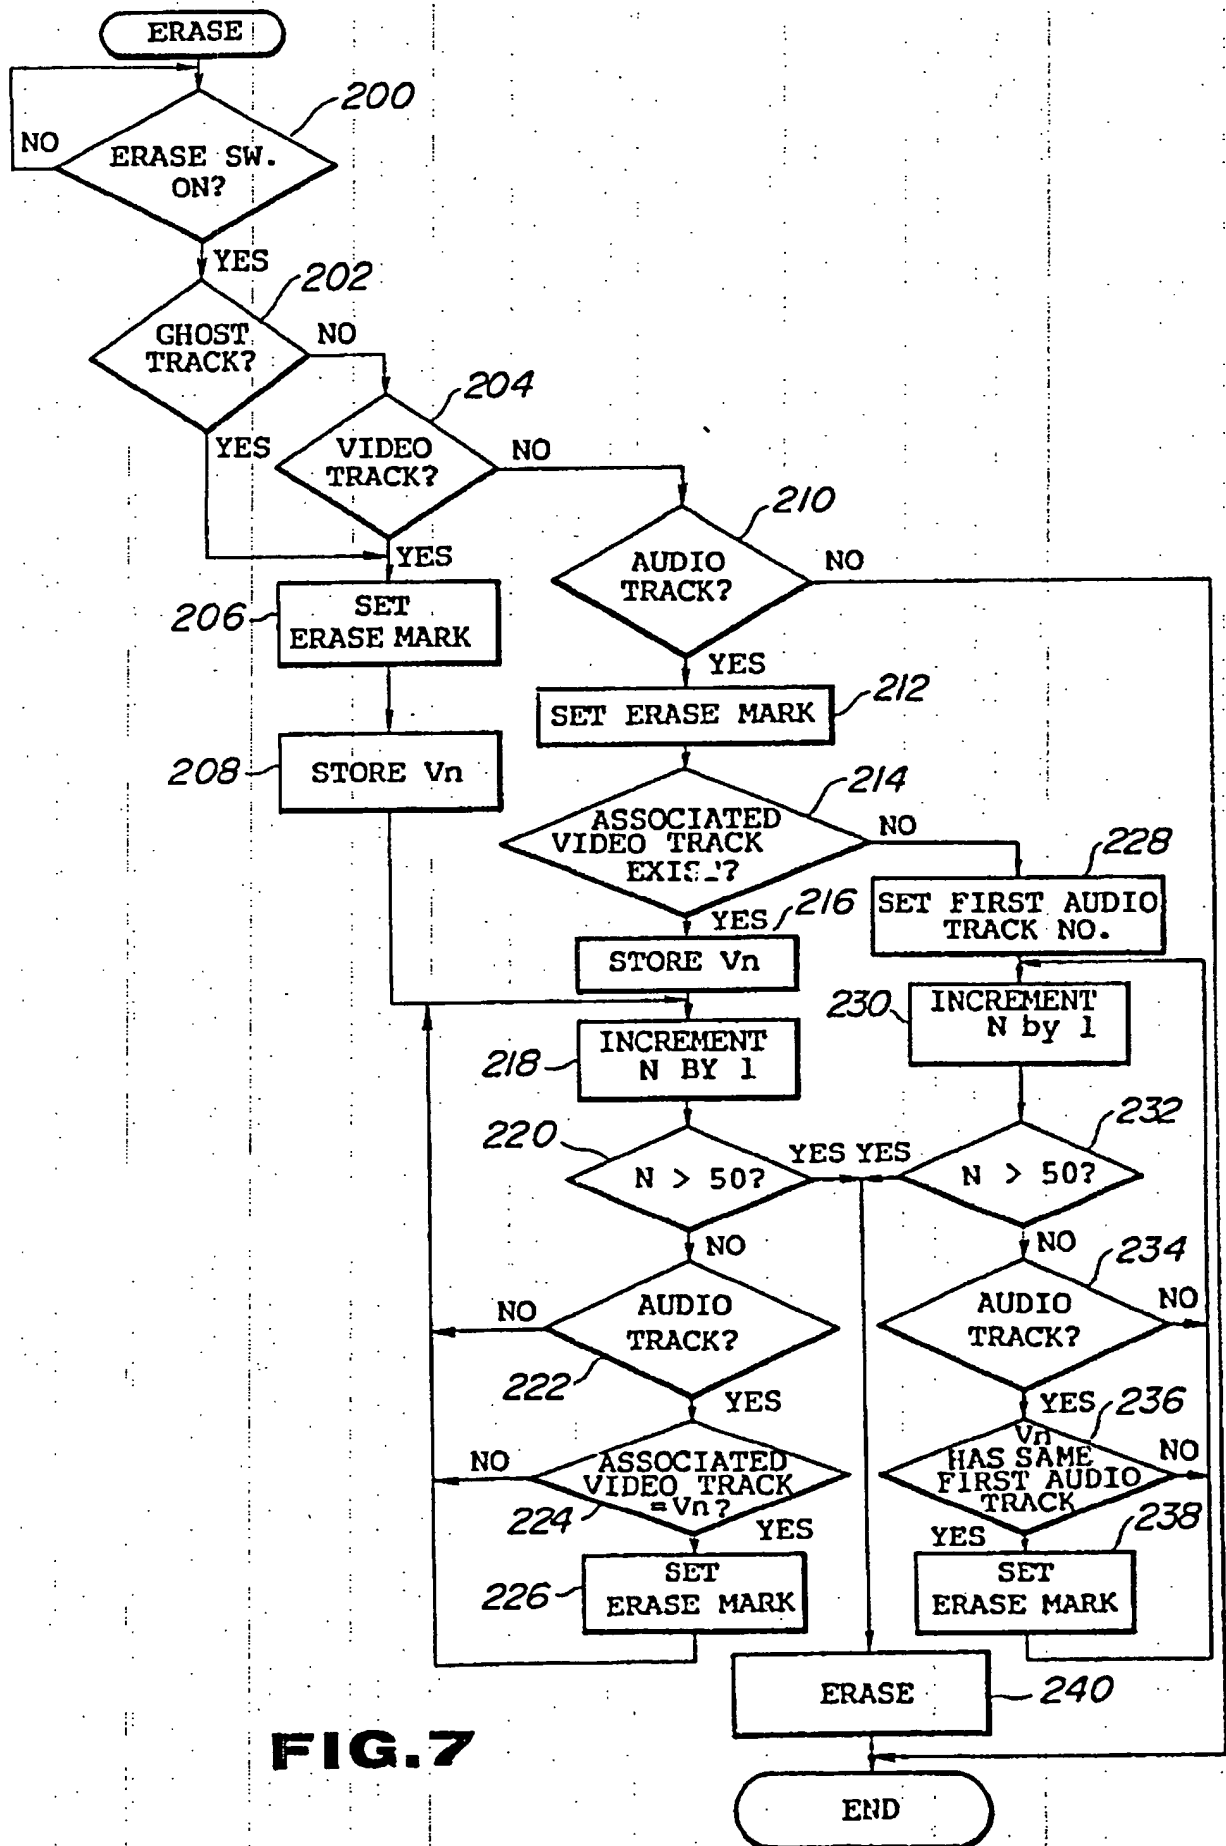 ERASE
200
NO
ERASE SW.
ON?
YES
202
GHOST
TRACK?
NO
204
YES
VIDEO
TRACK?
NO
210
YES
AUDIO
TRACK?
NO
206
SET
ERASE MARK
YES
212
SET ERASE MARK
208
STORE Vn
214
ASSOCIATED
VIDEO TRACK
NO
228
SET FIRST AUDIO
TRACK NO.
YES
216
STORE Vn
230
INCREMENT
N by 1
218
INCREMENT
N BY 1
220
N > 50?
YES
YES
232
N > 50?
NO
NO
234
NO
AUDIO
TRACK?
222
AUDIO
TRACK?
NO
YES
YES
236
NO
ASSOCIATED
VIDEO TRACK
=Vn?
224
Vn
HAS SAME
FIRST AUDIO
TRACK
NO
YES
YES
238
226
SET
ERASE MARK
SET
ERASE MARK
ERASE
240
FIG.7
END